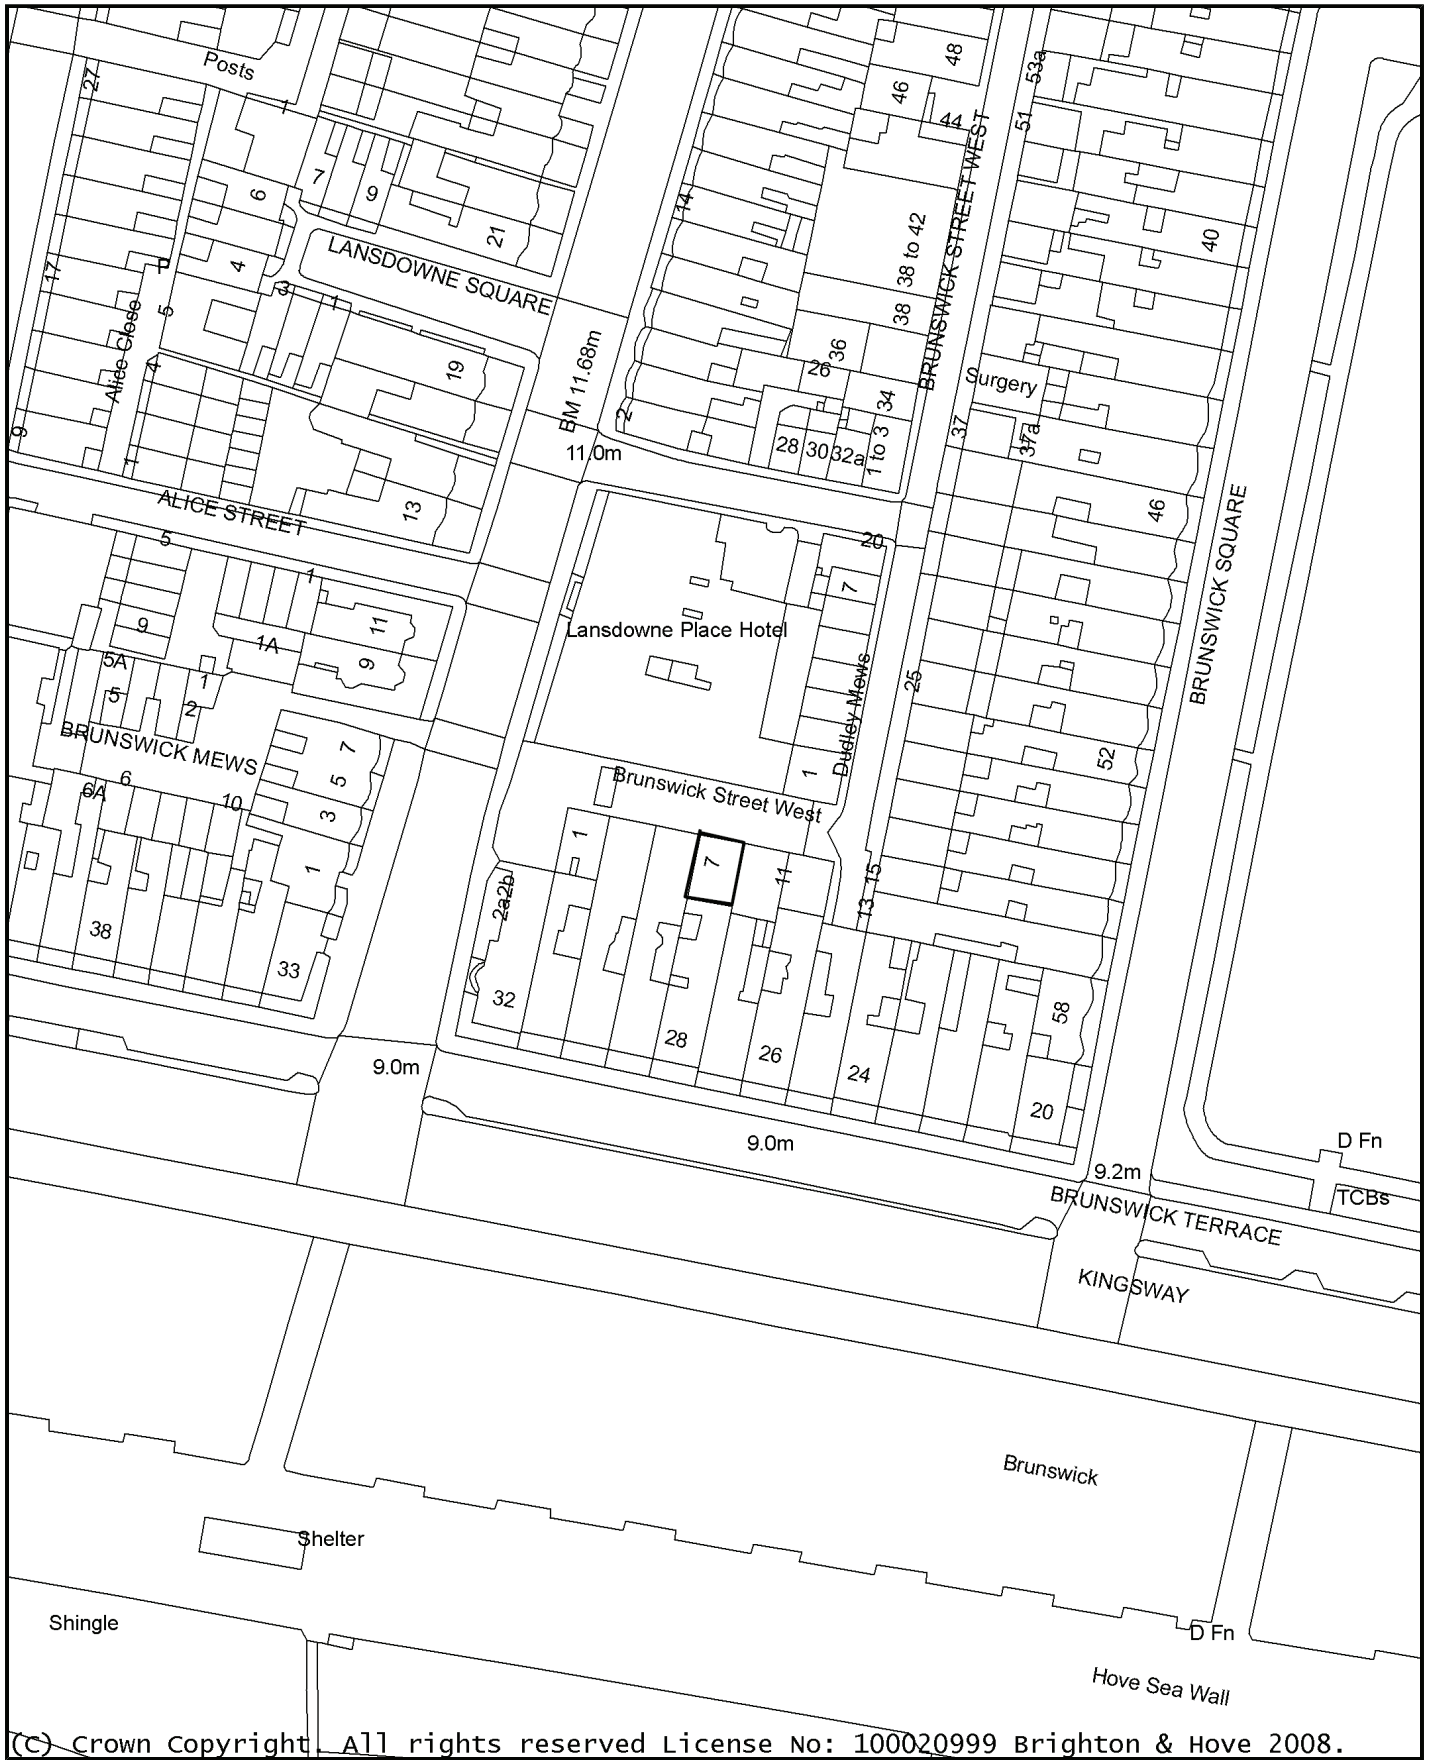 Posts
27
1
48
46
44
53a
51
7
9
6
21
14
BRUNSWICK STREET WEST
38 to 42
40
LANSDOWNE SQUARE
4
P
17
3
1
5
38
Alice Close
BM 11.68m
36
26
19
4
34
Surgery
2
9
1
28
30
32a
1 to 3
37
37a
11.0m
ALICE STREET
13
46
BRUNSWICK SQUARE
5
20
1
7
9
11
1A
9
Lansdowne Place Hotel
5A
5
1
2
Dudley Mews
25
BRUNSWICK MEWS
7
5
3
1
52
6
6A
10
1
Brunswick Street West
1
7
11
15
13
2a2b
38
33
32
28
26
24
58
20
9.0m
9.0m
9.2m
D Fn
TCBs
BRUNSWICK TERRACE
KINGSWAY
Brunswick
Shelter
Shingle
D Fn
Hove Sea Wall
(c) Crown Copyright. All rights reserved License No: 100020999 Brighton & Hove 2008.